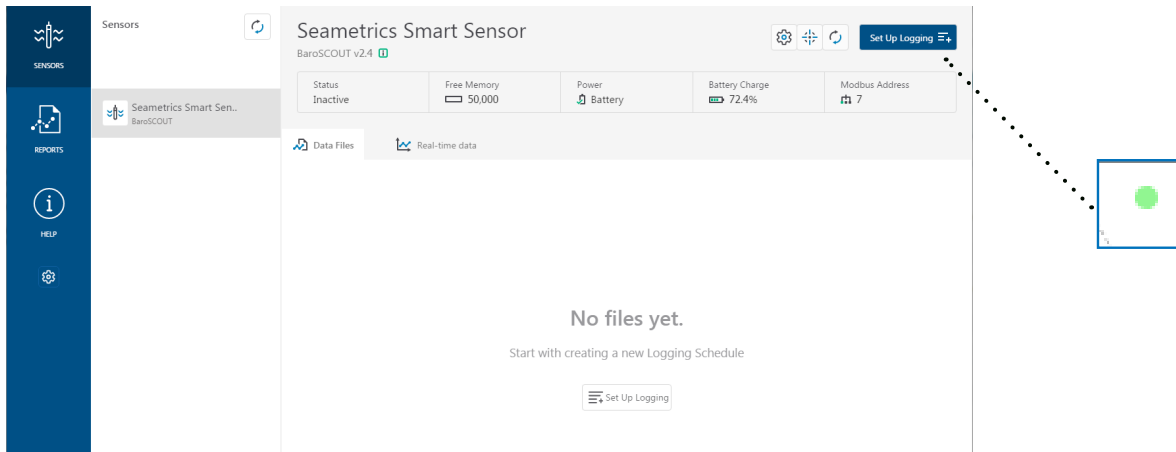 SENSORS
REPORTS
HELP
Sensors
Seametrics Smart Sen..
BaroSCOUT
Seametrics Smart Sensor
BaroSCOUT v2.4
Set Up Logging
Status
Inactive
Free Memory
50,000
Power
Battery
Battery Charge
72.4%
Modbus Address
7
Data Files
Real-time data
No files yet.
Start with creating a new Logging Schedule
Set Up Logging